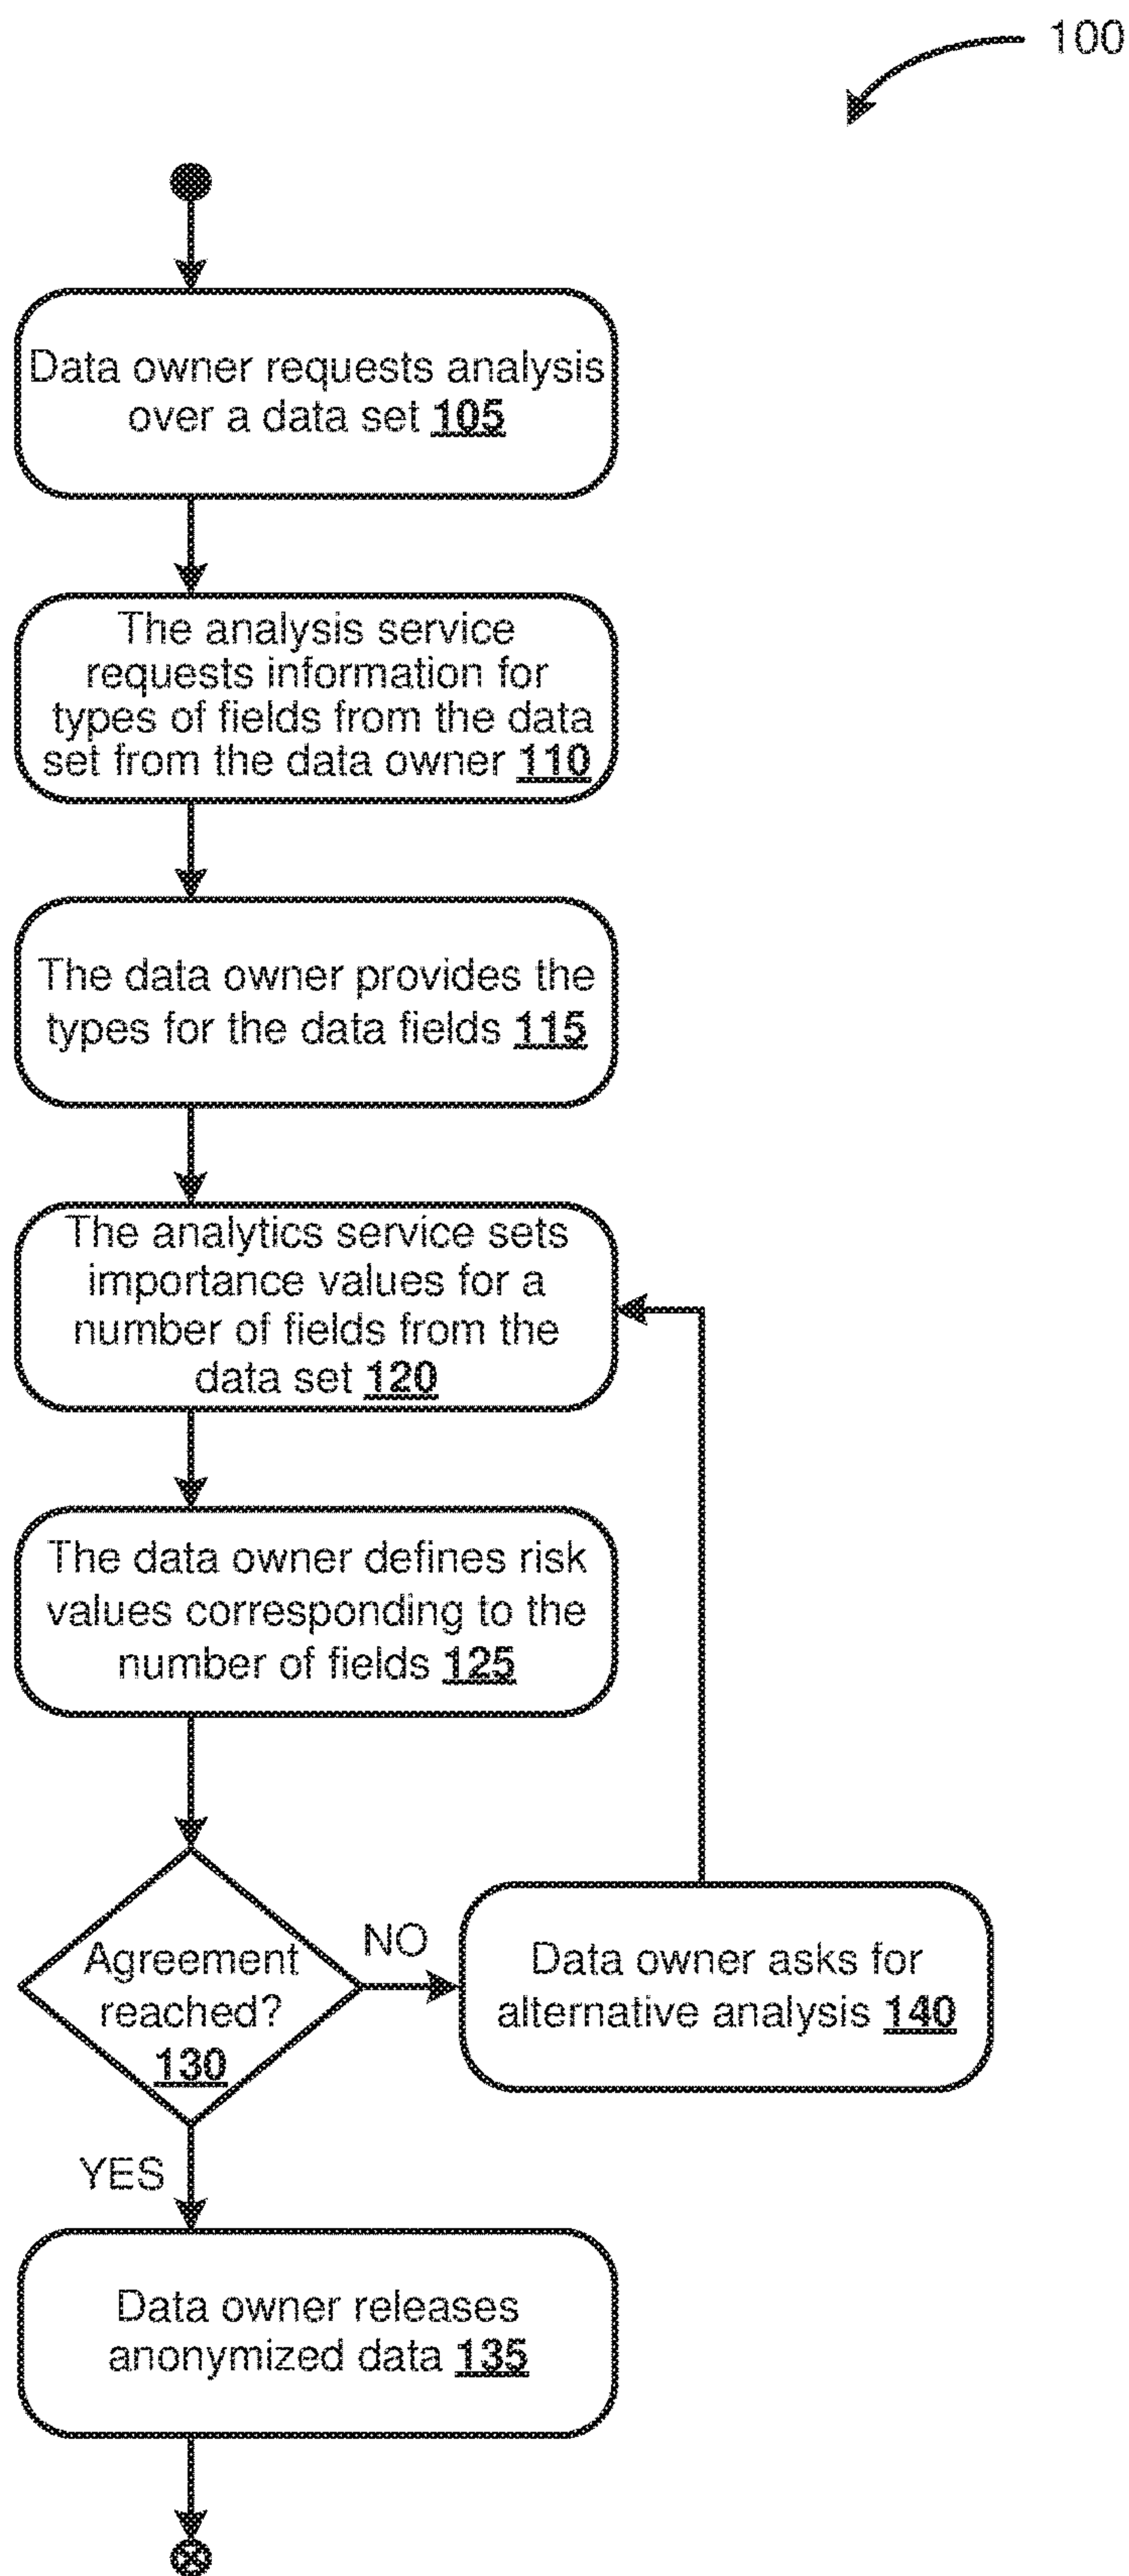 100
Data owner requests analysis
over a data set 105
The analysis service
requests information for
types of fields from the data
set from the data owner 110
The data owner provides the
types for the data fields 115
The analytics service sets
importance values for a
number of fields from the
data set 120
The data owner defines risk
values corresponding to the
number of fields 125
Agreement
reached?
130
NO
Data owner asks for
alternative analysis 140
YES
Data owner releases
anonymized data 135